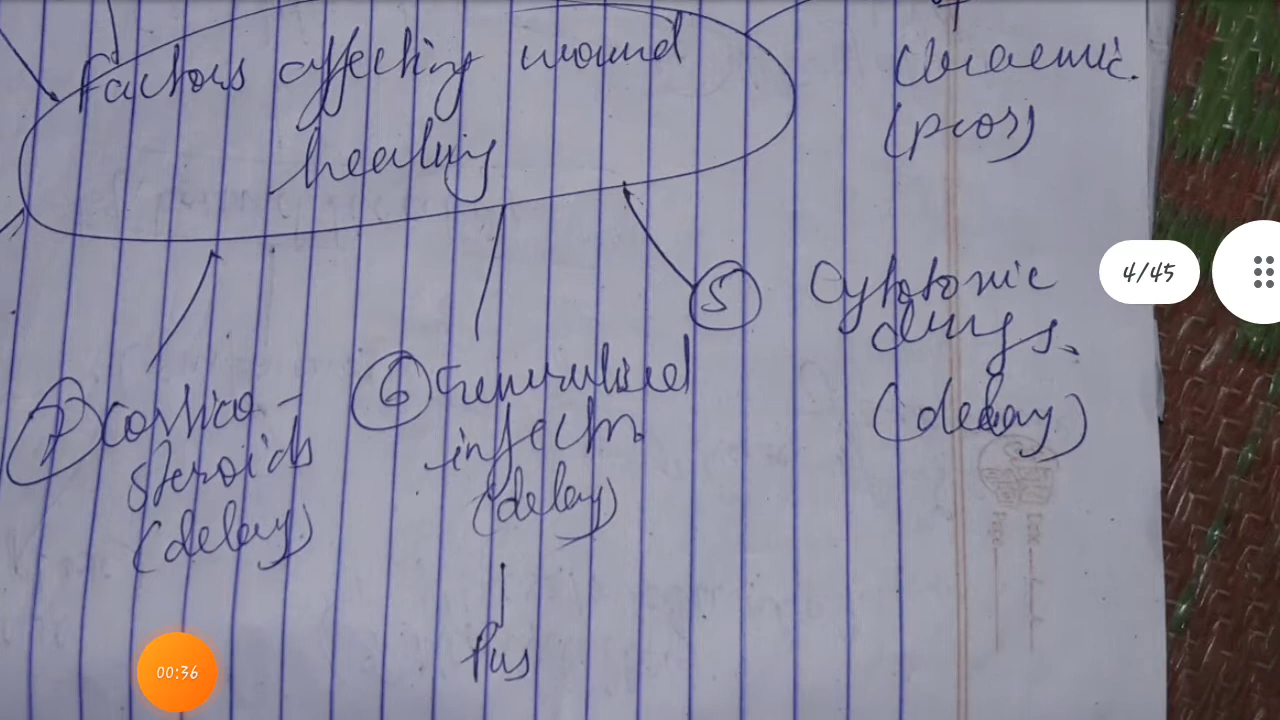 Factors affecting wound
healing
Uraemic.
(poor)
5 Cytotoxic
drugs.
(delay)
6 Generalised
infectn
(delay)
Pus
7 Cortico-
steroids
(delay)
4/45
00:36